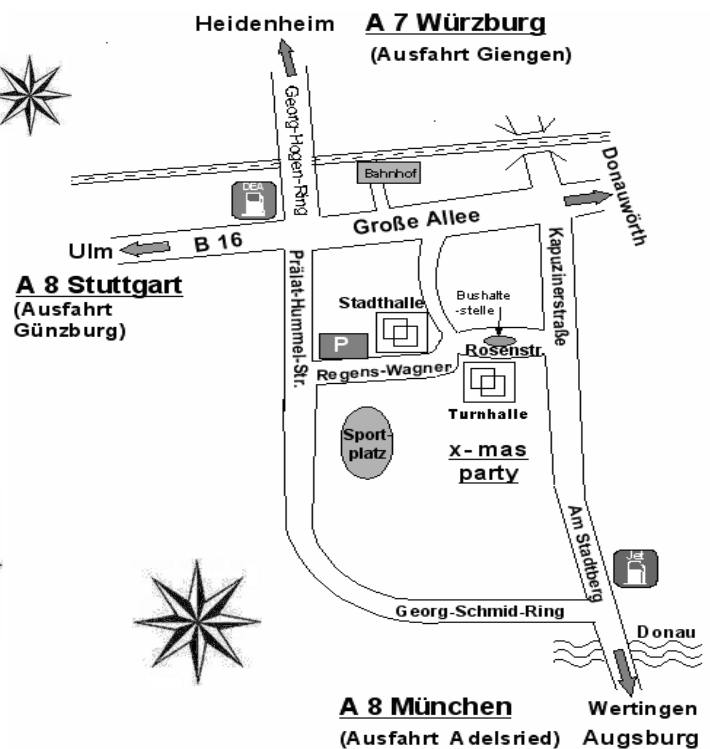 Heidenheim
A 7 Würzburg
(Ausfahrt Giengen)
Georg-Hogen-Ring
DEA
Bahnhof
Donauwörth
Große Allee
B 16
Ulm
A 8 Stuttgart
(Ausfahrt
Günzburg)
Prälat-Hummel-Str.
Kapuzinerstraße
Stadthalle
Bushalte
-stelle
P
Rosenstr.
Regens-Wagner
Turnhalle
Sport-
platz
x-mas
party
Am Stadtberg
Jet
Georg-Schmid-Ring
Donau
A 8 München
(Ausfahrt Adelsried)
Wertingen
Augsburg